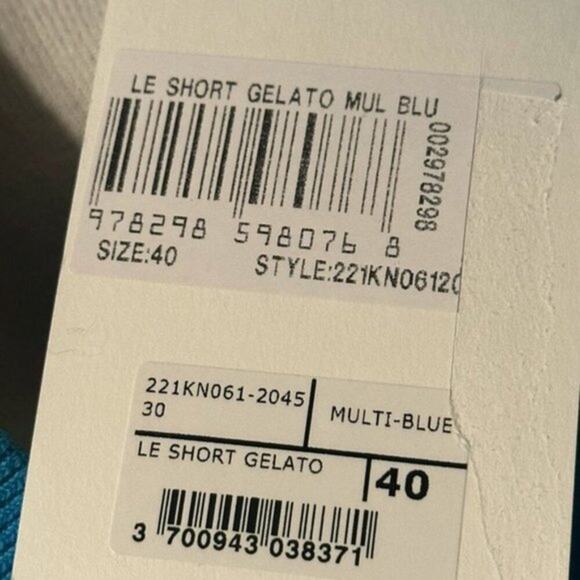 LE SHORT GELATO MUL BLU
002978298
978298 598076 8
SIZE:40 STYLE:221KN06120
221KN061-2045
30
MULTI-BLUE
LE SHORT GELATO
40
3 700943 038371